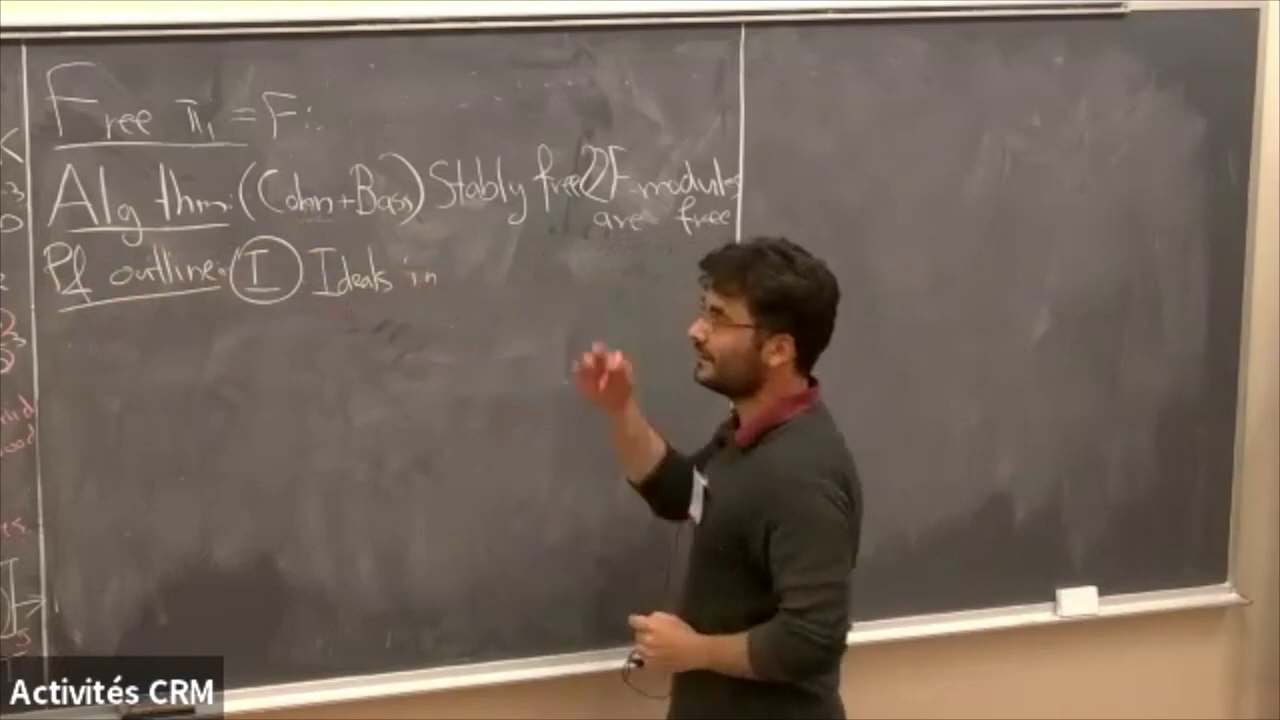 Free π₁ = F:
Alg thm: (Cohn + Bass) Stably free ZF-modules
are free
Pf outline: I Ideals in
Activités CRM